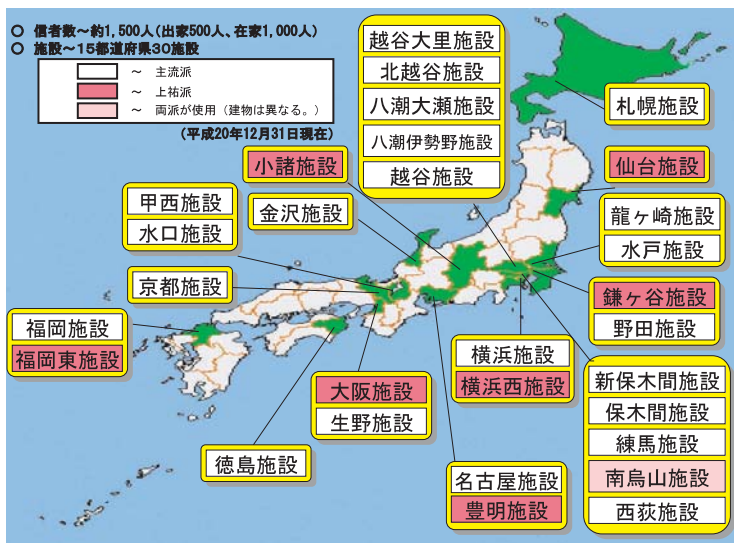 ○ 信者数～約1,500人(出家500人、在家1,000人)
○ 施設～15都道府県30施設
～ 主流派
～ 上祐派
～ 両派が使用（建物は異なる。）
(平成20年12月31日現在)
越谷大里施設
北越谷施設
八潮大瀬施設
八潮伊勢野施設
越谷施設
札幌施設
小諸施設
仙台施設
甲西施設
水口施設
金沢施設
龍ヶ崎施設
水戸施設
京都施設
鎌ヶ谷施設
野田施設
福岡施設
福岡東施設
横浜施設
横浜西施設
大阪施設
生野施設
新保木間施設
保木間施設
練馬施設
南烏山施設
西荻施設
徳島施設
名古屋施設
豊明施設